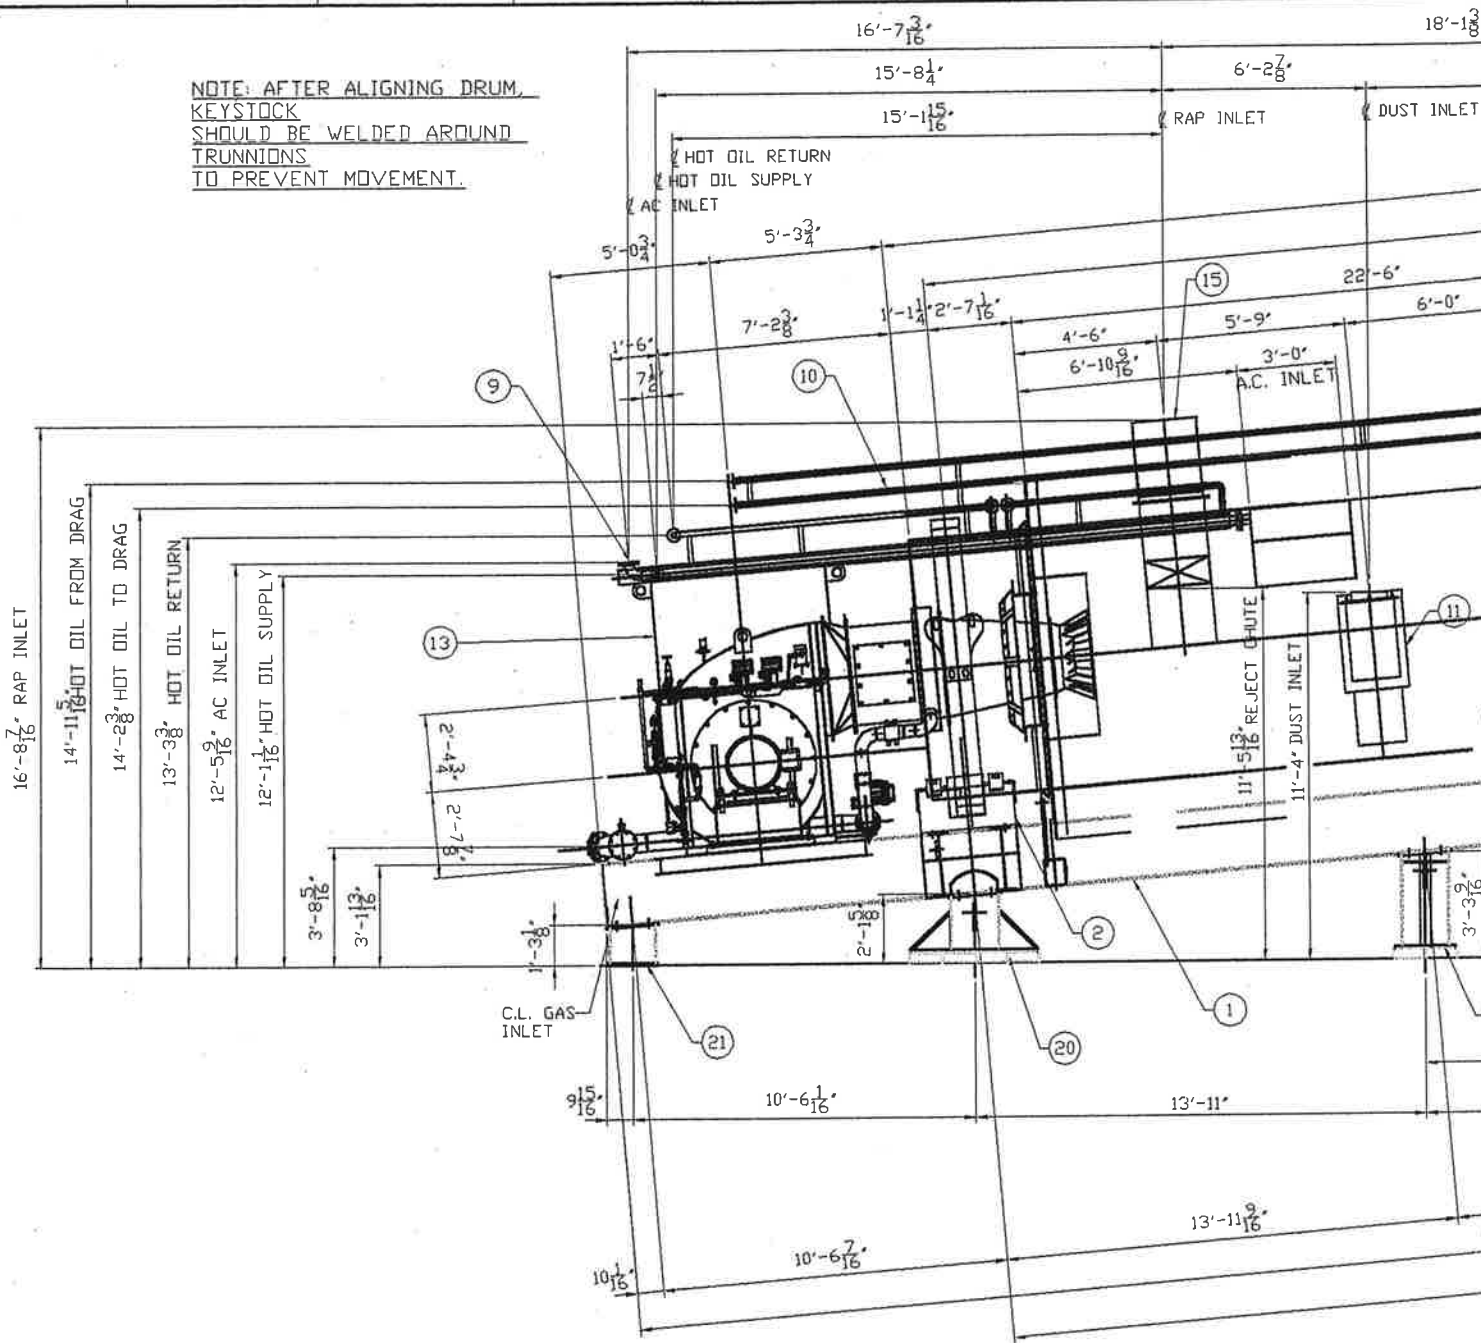 16'-7 3/16"
18'-1 3/8
15'-8 1/4"
6'-2 7/8"
15'-1 15/16"
NOTE: AFTER ALIGNING DRUM,
KEYSTOCK
SHOULD BE WELDED AROUND
TRUNNIONS
TO PREVENT MOVEMENT.
℄ RAP INLET
℄ DUST INLET
℄ HOT OIL RETURN
℄ HOT OIL SUPPLY
℄ AC INLET
5'-0 3/4"
5'-3 3/4"
22'-6"
15
7'-2 3/8"
1'-1 1/4"
2'-7 1/16"
4'-6"
5'-9"
6'-0"
1'-6"
7 1/2"
6'-10 9/16"
3'-0"
A.C. INLET
9
10
13
11
16'-8 7/16" RAP INLET
14'-11 5/16" HOT OIL FROM DRAG
14'-2 3/8" HOT OIL TO DRAG
13'-3 3/8" HOT OIL RETURN
12'-5 9/16" AC INLET
12'-1 1/16" HOT OIL SUPPLY
2'-4 3/4"
2'-7 7/8"
3'-8 5/16"
3'-1 13/16"
1'-3 1/8"
2'-1 5/8"
11'-5 13/16" REJECT CHUTE
11'-4" DUST INLET
3'-3 9/16"
2
1
C.L. GAS
INLET
21
20
9 15/16"
10'-6 1/16"
13'-11"
13'-11 9/16"
10'-6 7/16"
10 1/16"